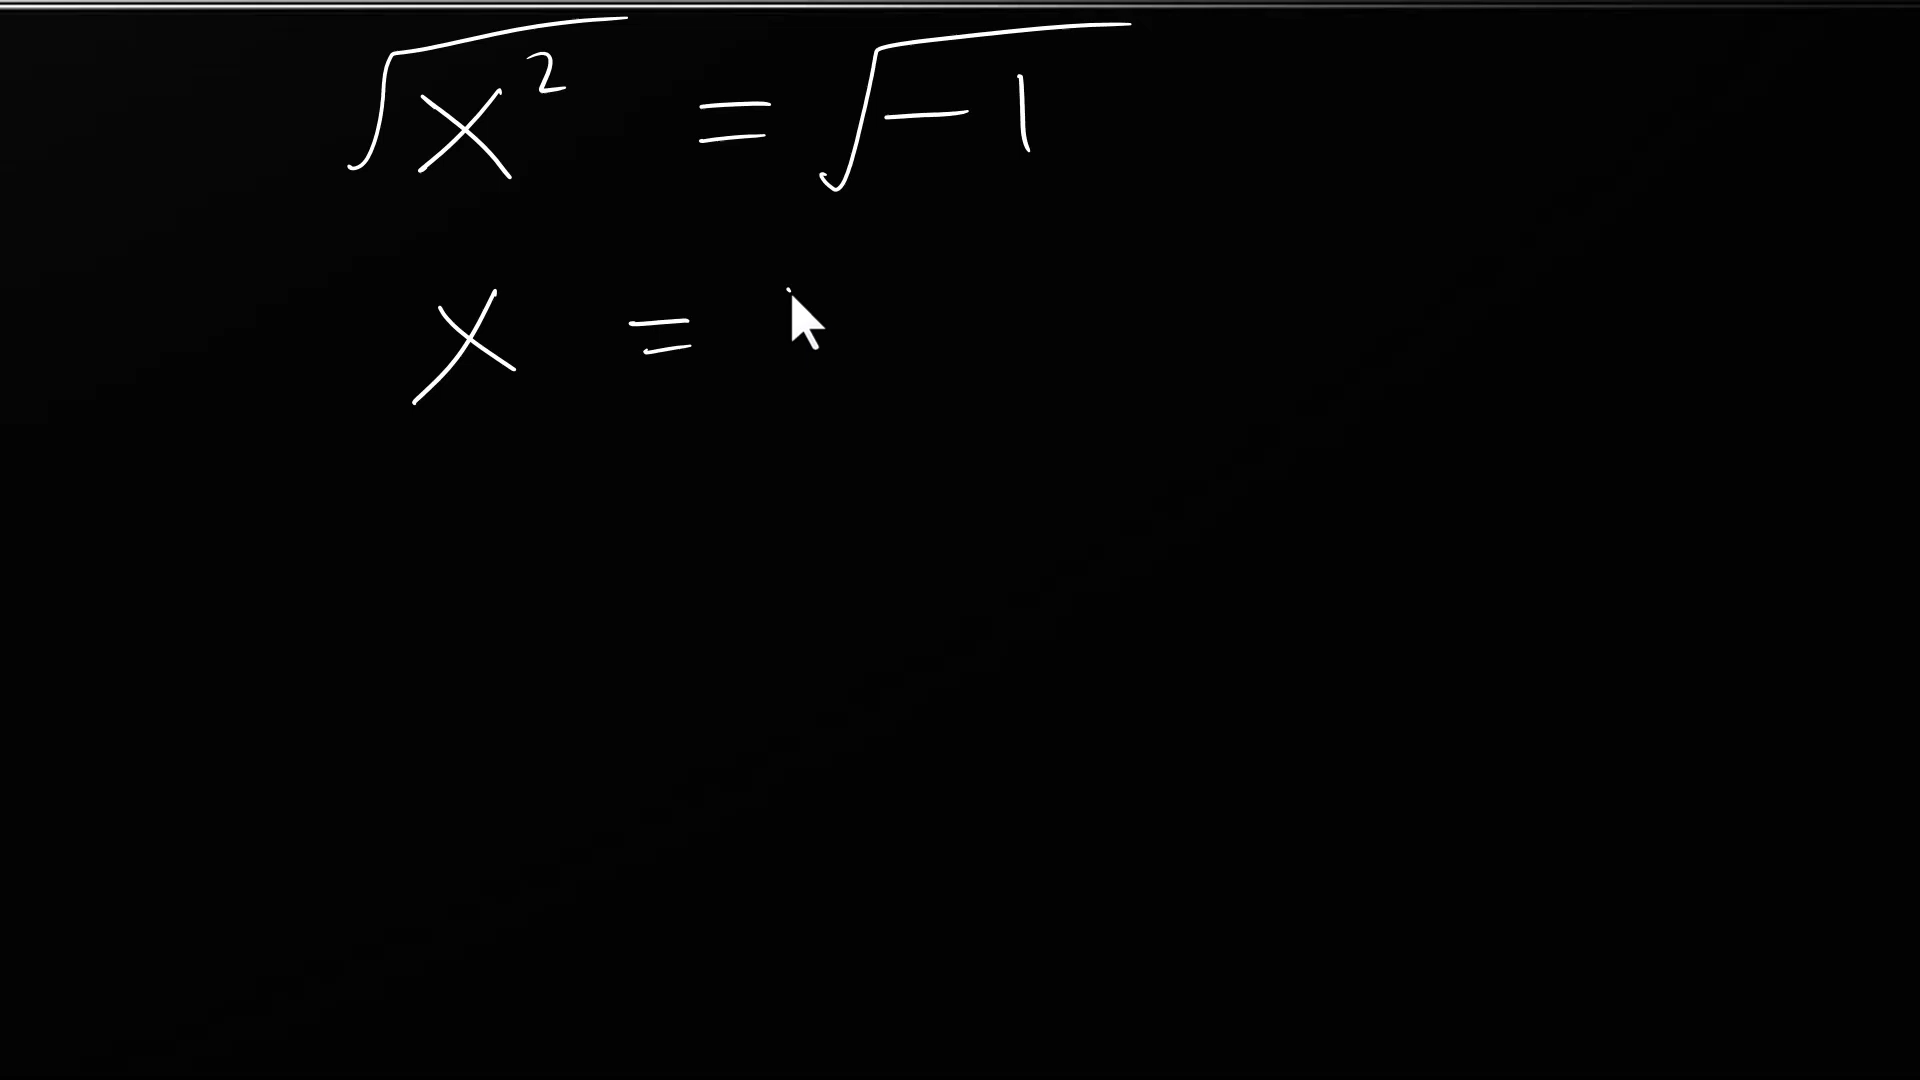 √x² = √-1
x =